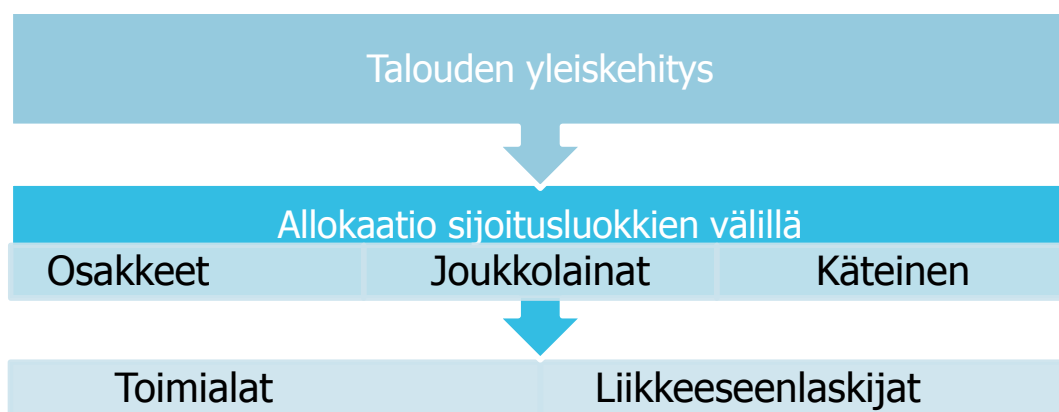 Talouden yleiskehitys
Allokaatio sijoitusluokkien välillä
Osakkeet Joukkolainat Käteinen
Toimialat Liikkeeseenlaskijat